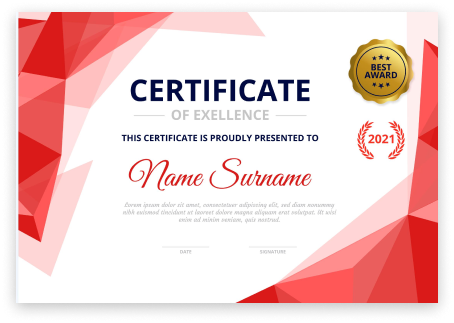 BEST
AWARD
CERTIFICATE
OF EXELLENCE
THIS CERTIFICATE IS PROUDLY PRESENTED TO
2021
Name Surname
Lorem ipsum dolor sit amet, consectetuer adipiscing elit, sed diam nonummy
nibh euismod tincidunt ut laoreet dolore magna aliquam erat volutpat. Ut wisi
enim ad minim veniam, quis nostrud.
DATE
SIGNATURE